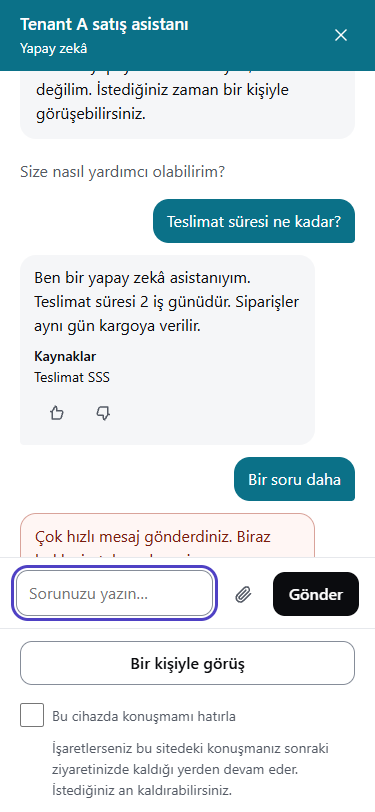 Tenant A satış asistanı
Yapay zekâ
değilim. İstediğiniz zaman bir kişiyle
görüşebilirsiniz.
Size nasıl yardımcı olabilirim?
Teslimat süresi ne kadar?
Ben bir yapay zekâ asistanıyım.
Teslimat süresi 2 iş günüdür. Siparişler
aynı gün kargoya verilir.
Kaynaklar
Teslimat SSS
Bir soru daha
Çok hızlı mesaj gönderdiniz. Biraz
Sorunuzu yazın...
Gönder
Bir kişiyle görüş
Bu cihazda konuşmamı hatırla
İşaretlerseniz bu sitedeki konuşmanız sonraki
ziyaretinizde kaldığı yerden devam eder.
İstediğiniz an kaldırabilirsiniz.